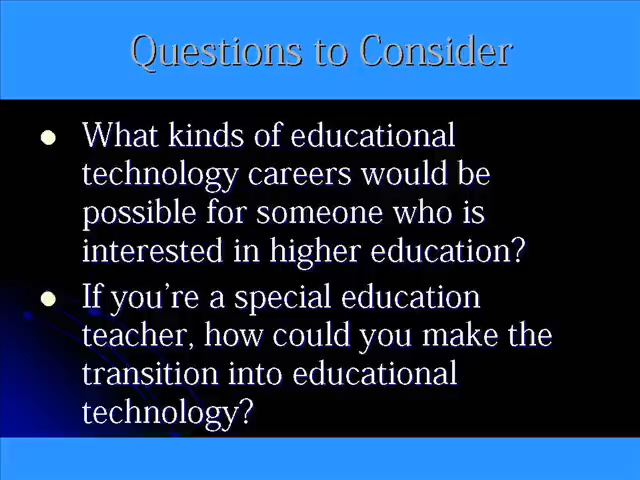 Questions to Consider
What kinds of educational
technology careers would be
possible for someone who is
interested in higher education?
If you're a special education
teacher, how could you make the
transition into educational
technology?